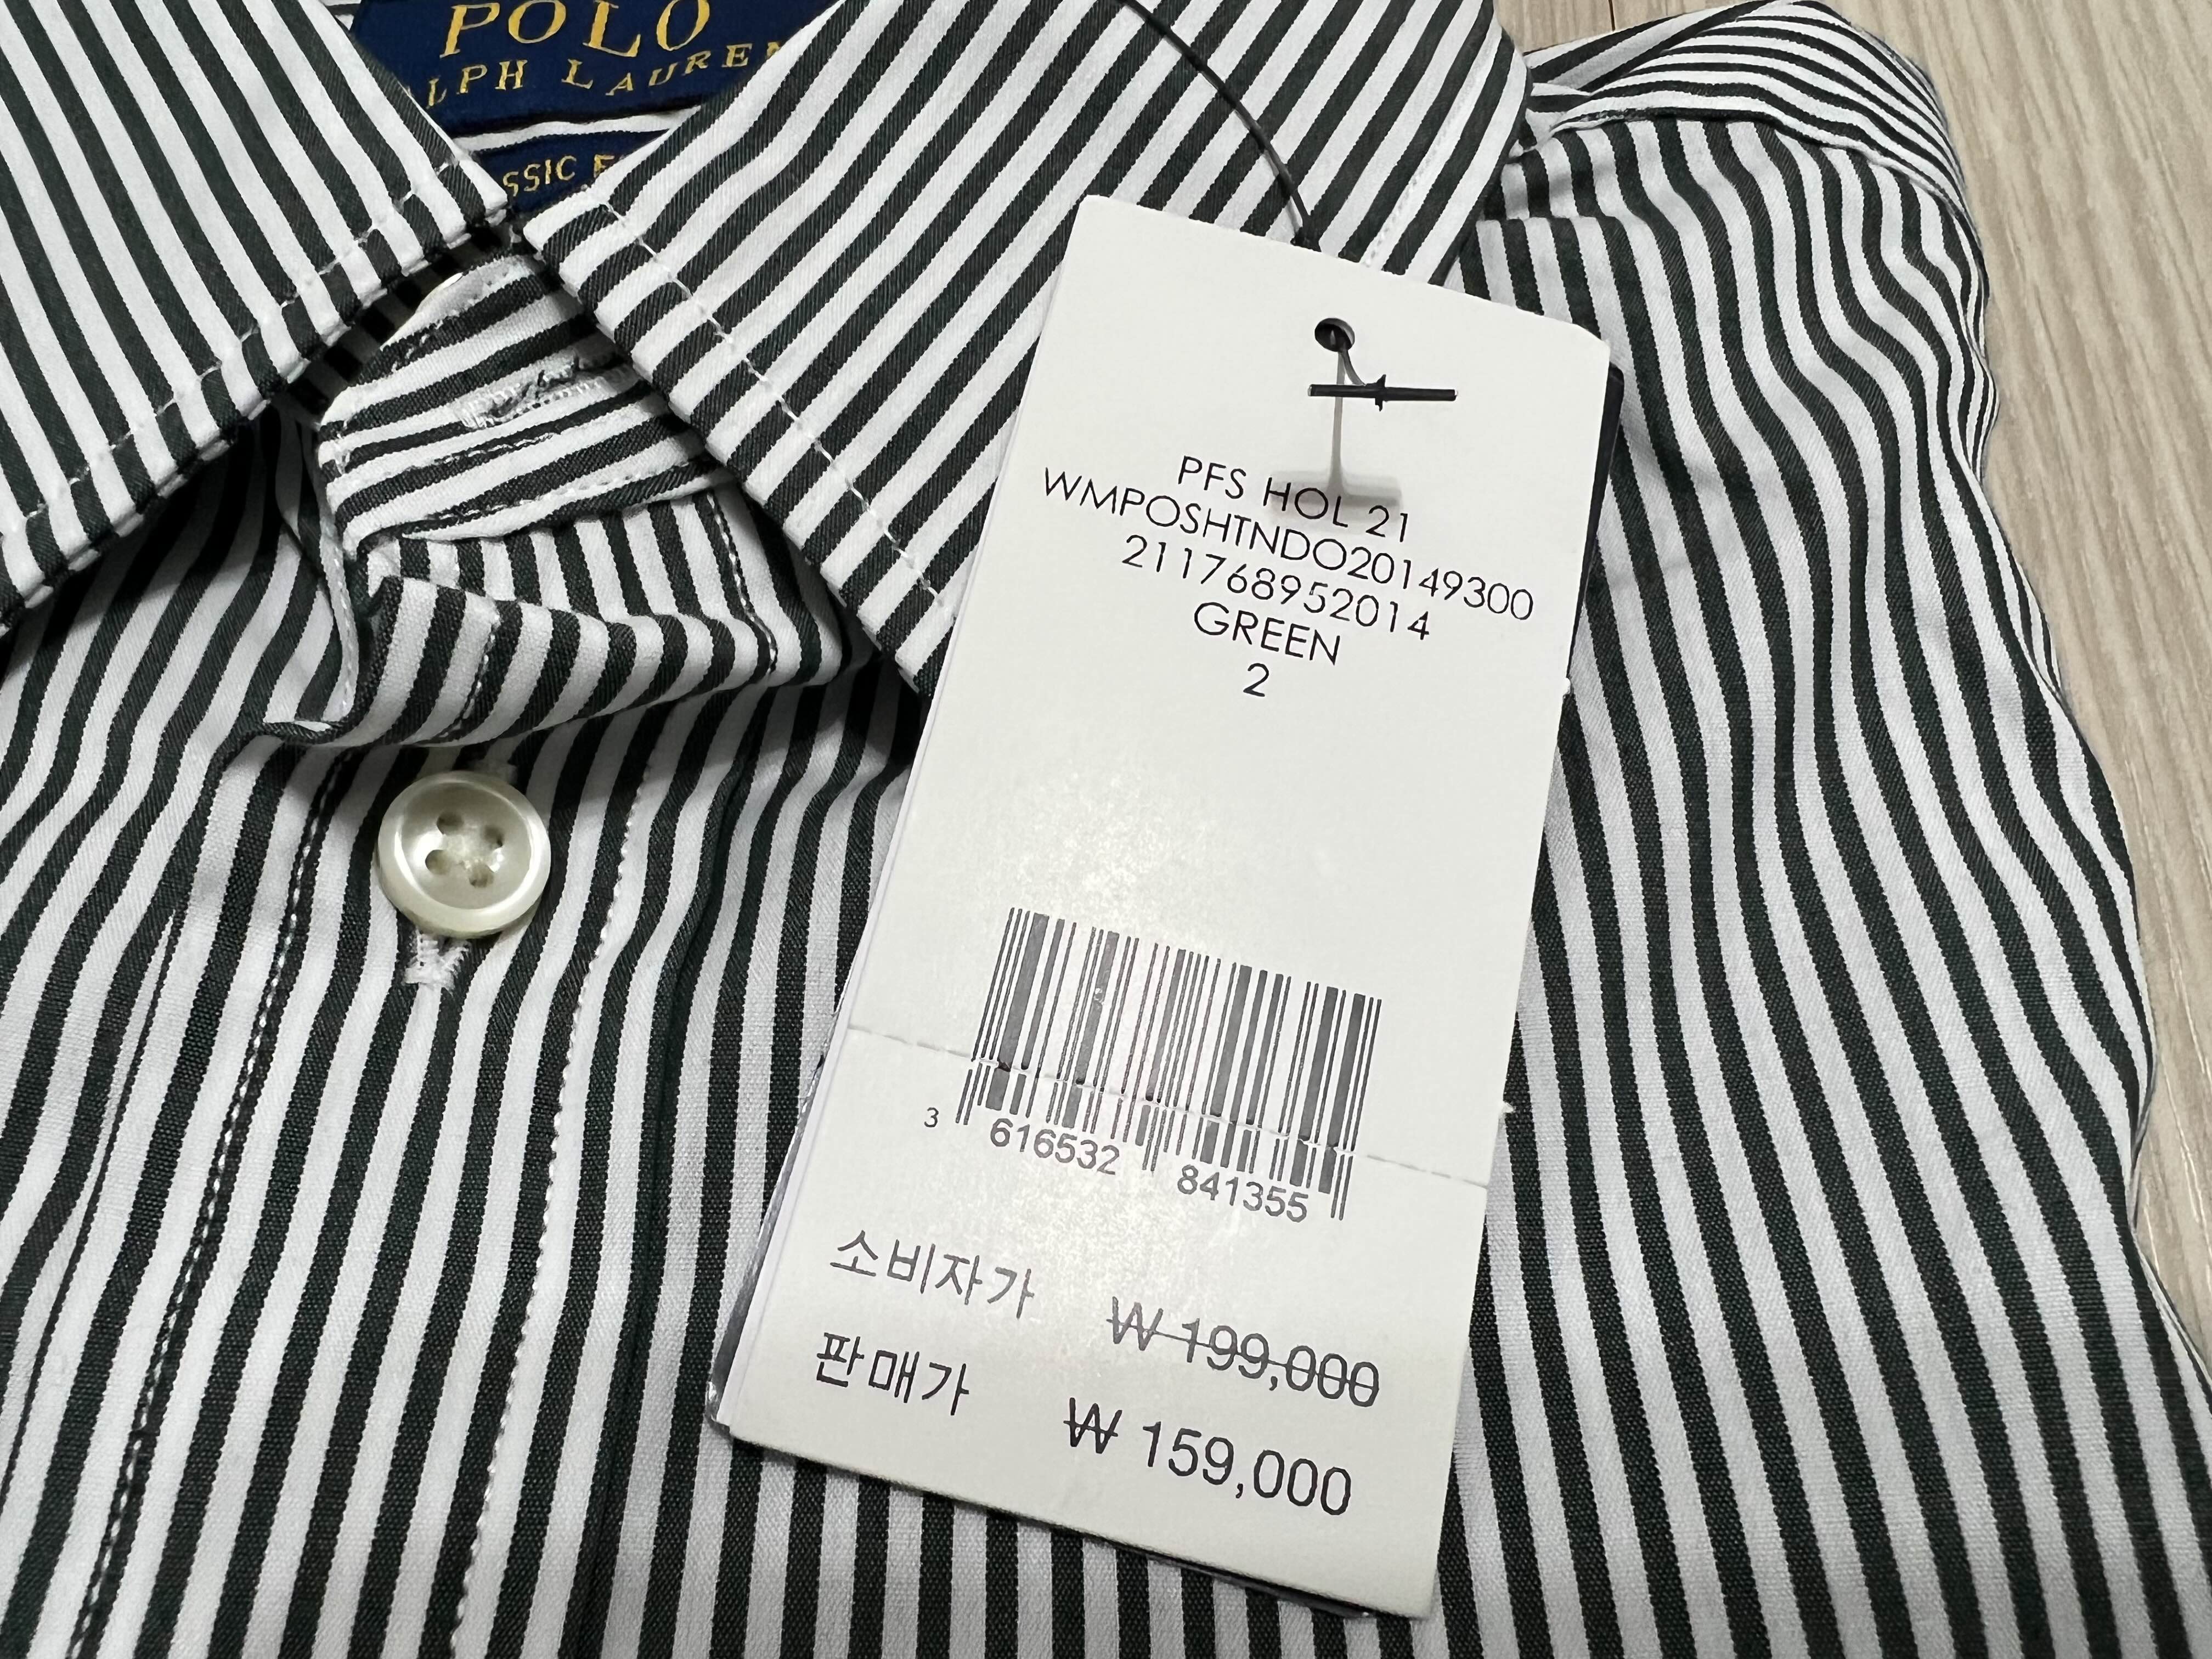 POLO
ALPH LAUREN
SSIC
PFS HOL 21
WMPOSHTNDO20149300
211768952014
GREEN
2
3 616532 841355
소비자가 ₩ 199,000
판매가 ₩ 159,000